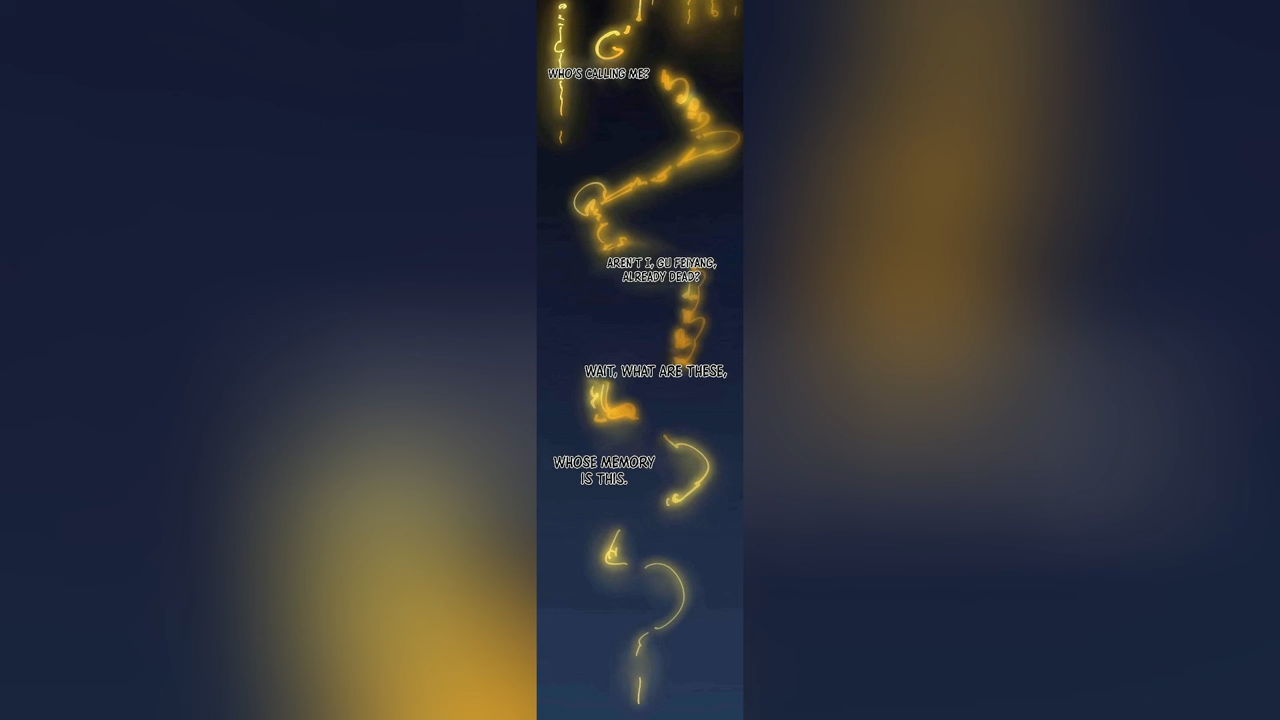 WHO'S CALLING ME?
AREN'T I, GU FEIYANG,
ALREADY DEAD?
WAIT, WHAT ARE THESE,
WHOSE MEMORY
IS THIS.